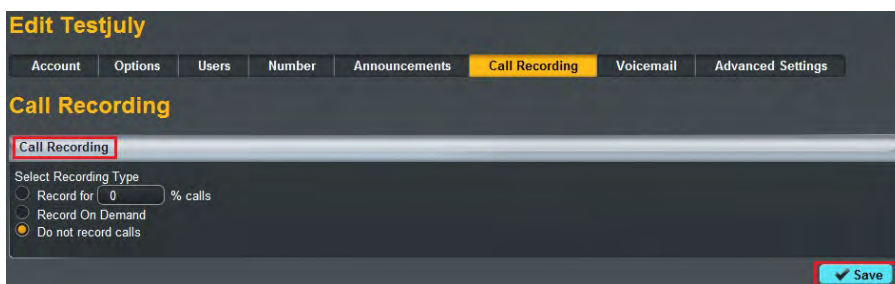 Edit Testjuly
Account Options Users Number Announcements Call Recording Voicemail Advanced Settings
Call Recording
Call Recording
Select Recording Type
Record for 0 % calls
Record On Demand
Do not record calls
Save